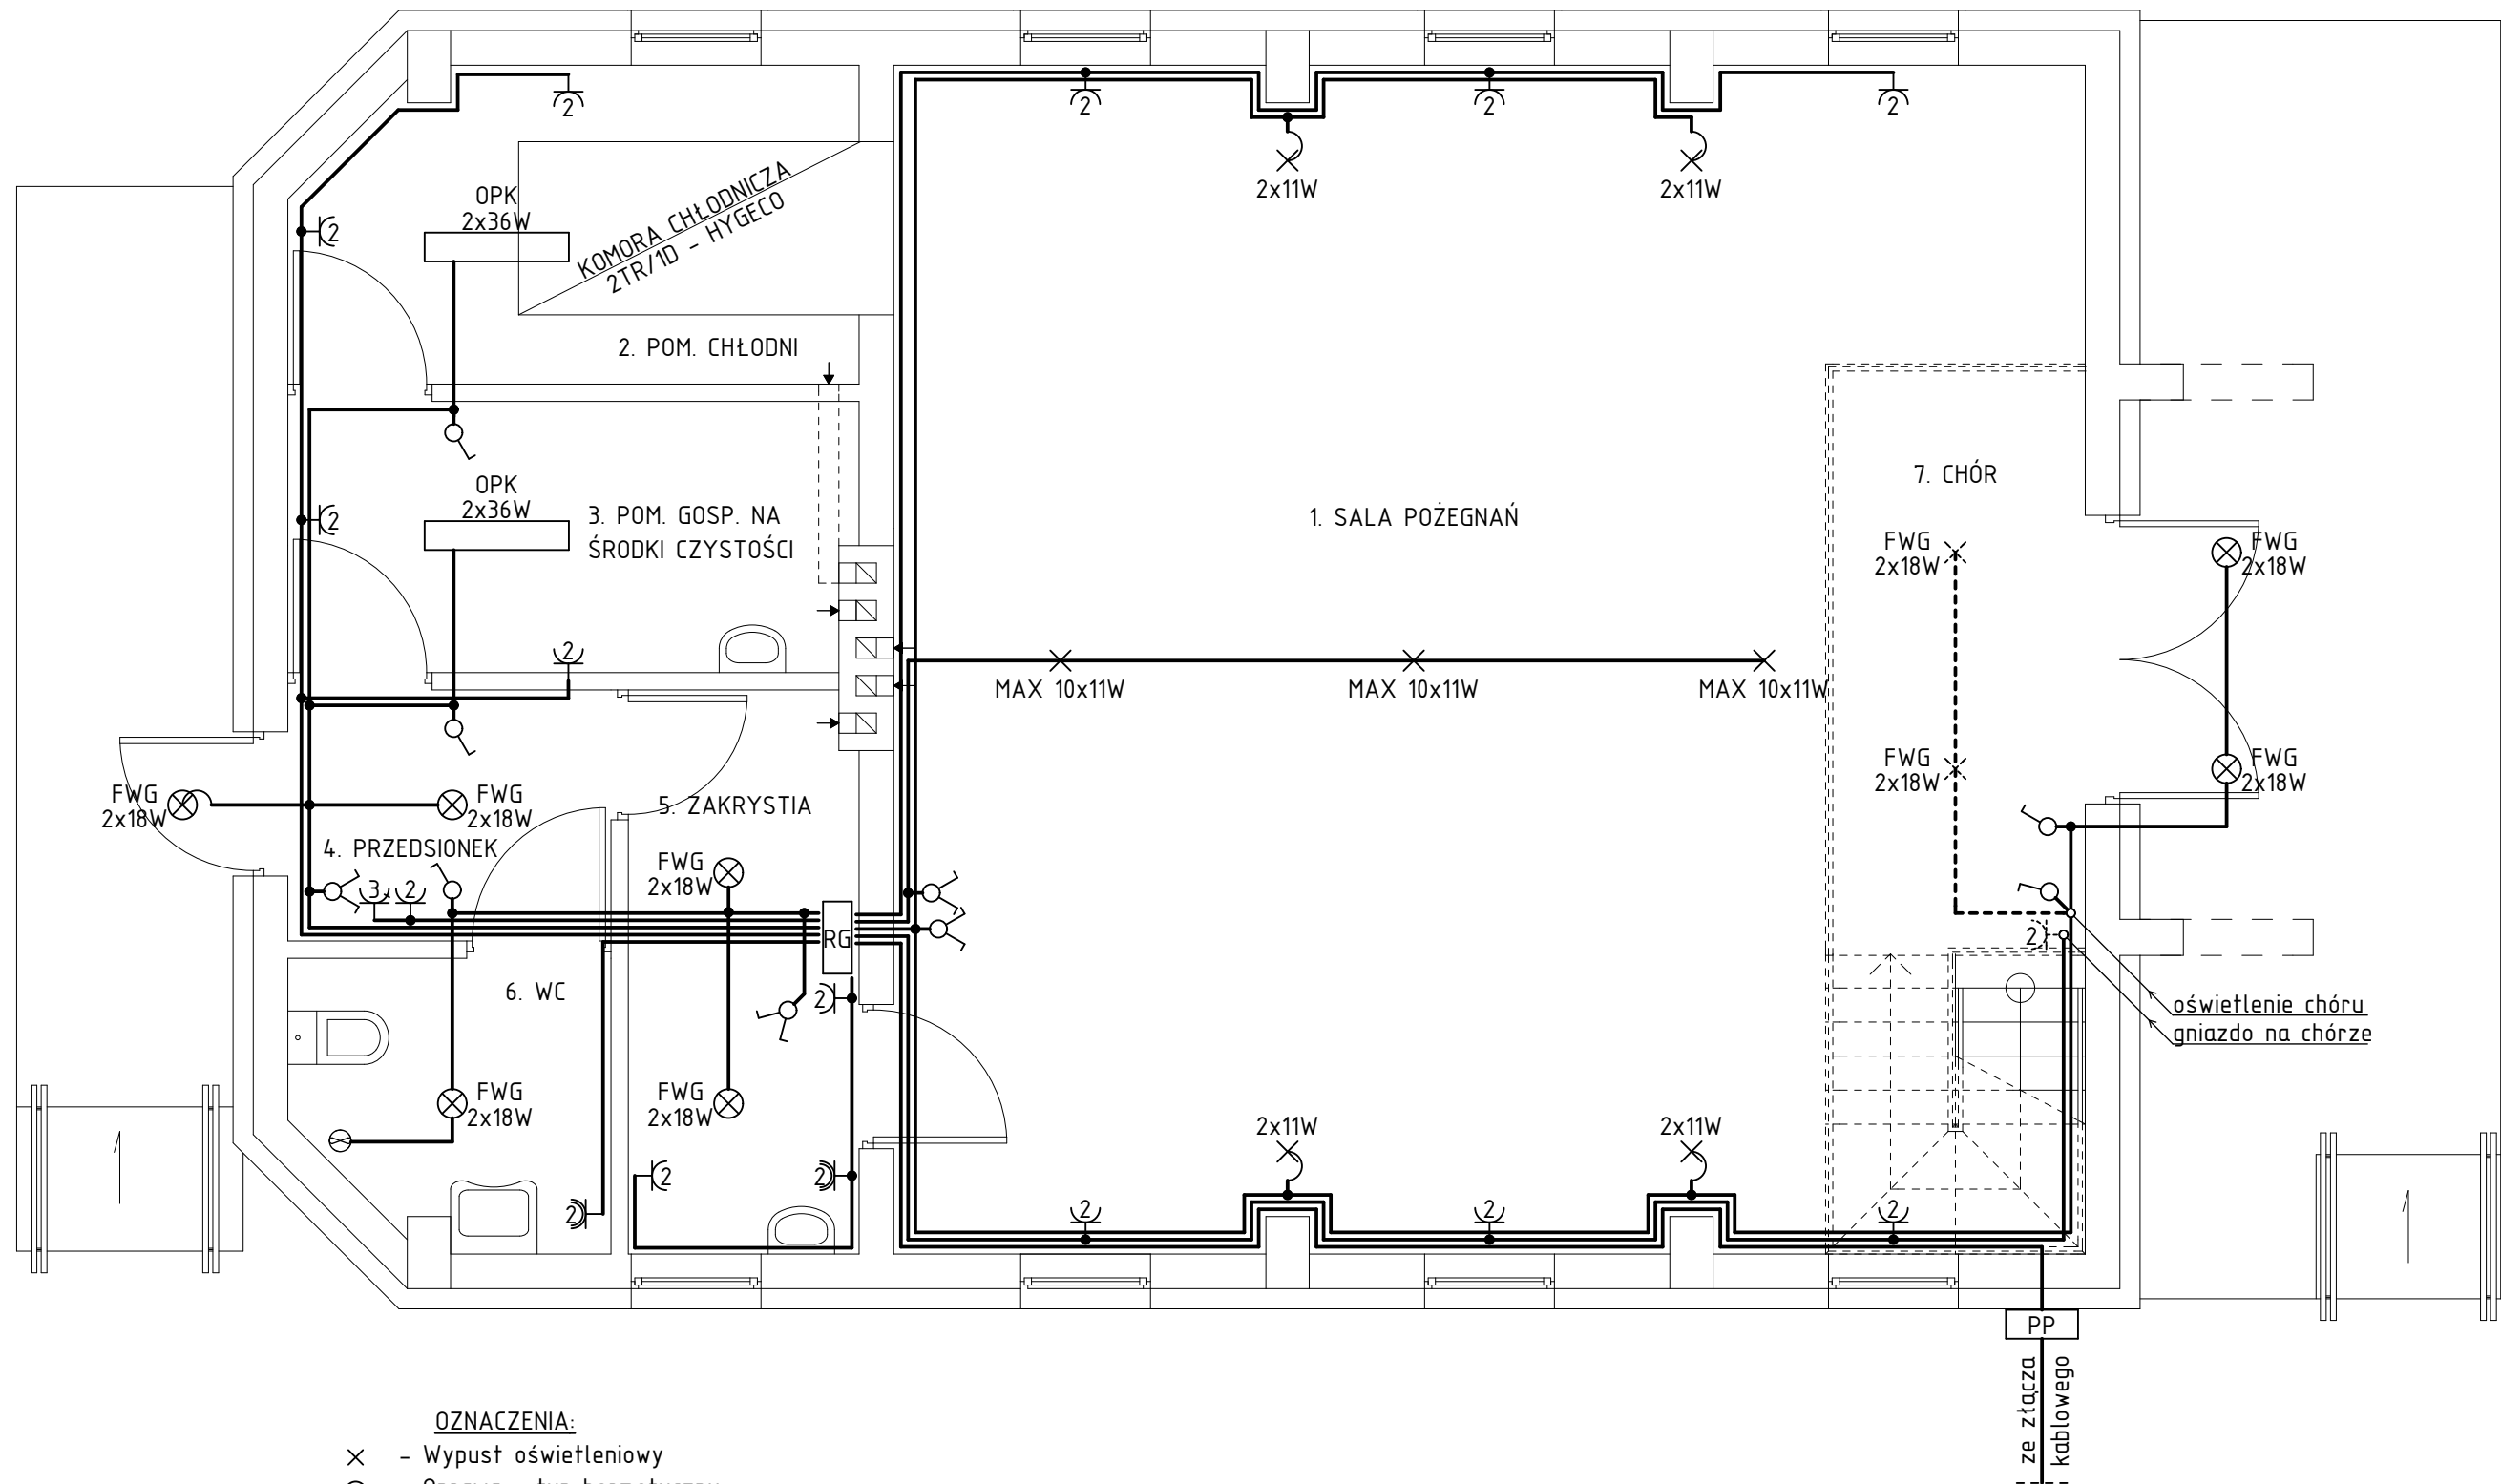 2
2
2
2
2x11W
2x11W
OPK
2x36W
KOMORA CHŁODNICZA
2TR/1D - HYGECO
2
2. POM. CHŁODNI
7. CHÓR
OPK
2x36W
2
3. POM. GOSP. NA
ŚRODKI CZYSTOŚCI
1. SALA POŻEGNAŃ
FWG
2x18W
FWG
2x18W
2
MAX 10x11W
MAX 10x11W
MAX 10x11W
FWG
2x18W
FWG
2x18W
FWG
2x18W
FWG
2x18W
5. ZAKRYSTIA
4. PRZEDSIONEK
FWG
2x18W
3
2
RG
2
2
6. WC
oświetlenie chóru
gniazdo na chórze
FWG
2x18W
FWG
2x18W
2x11W
2x11W
2
2
2
2
2
2
PP
ze złącza
kablowego
OZNACZENIA:
- Wypust oświetleniowy